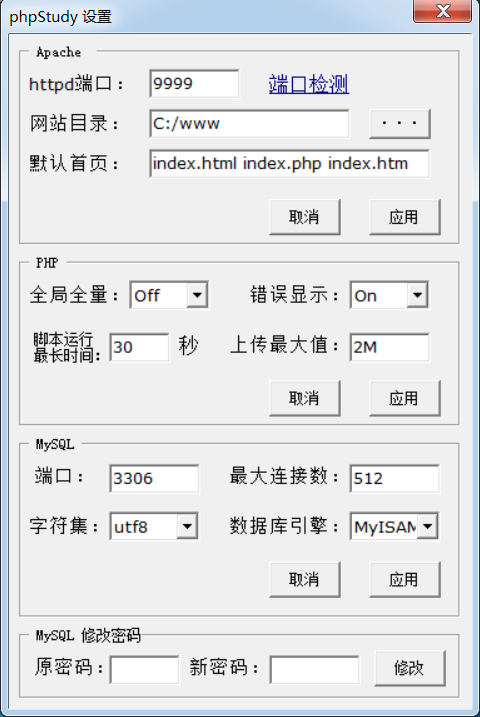 phpStudy 设置
Apache
httpd端口： 9999 端口检测
网站目录： C:/www ...
默认首页： index.html index.php index.htm
取消 应用
PHP
全局全量： Off 错误显示： On
脚本运行
最长时间： 30 秒 上传最大值： 2M
取消 应用
MySQL
端口： 3306 最大连接数： 512
字符集： utf8 数据库引擎： MyISAM
取消 应用
MySQL 修改密码
原密码： 新密码： 修改